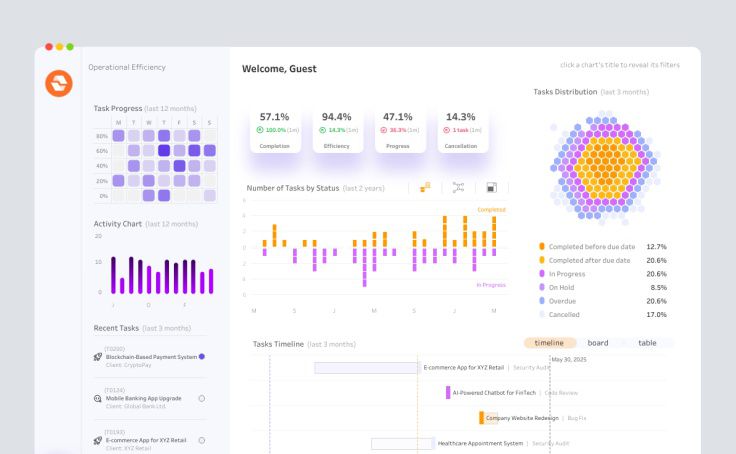 Operational Efficiency
Welcome, Guest
click a chart's title to reveal its filters
Task Progress (last 12 months)
M T W T F S S
80%
60%
40%
20%
0%
57.1%
100.0% (1m)
Completion
94.4%
14.3% (1m)
Efficiency
47.1%
38.3% (1m)
Progress
14.3%
1 task (1m)
Cancellation
Tasks Distribution (last 3 months)
Completed before due date 12.7%
Completed after due date 20.6%
In Progress 20.6%
On Hold 8.5%
Overdue 20.6%
Cancelled 17.0%
Number of Tasks by Status (last 2 years)
Completed
In Progress
M S J M S J M
Activity Chart (last 12 months)
20
10
0
J O F
Recent Tasks (last 3 months)
(T0200)
Blockchain-Based Payment System
Client: CryptoPay
(T0134)
Mobile Banking App Upgrade
Client: Global Bank Ltd.
(T0193)
E-commerce App for XYZ Retail
Client: XYZ Retail
Tasks Timeline (last 3 months)
timeline board table
May 30, 2025
E-commerce App for XYZ Retail | Security Audit
AI-Powered Chatbot for FinTech | Code Review
Company Website Redesign | Bug Fix
Healthcare Appointment System | Security Audit